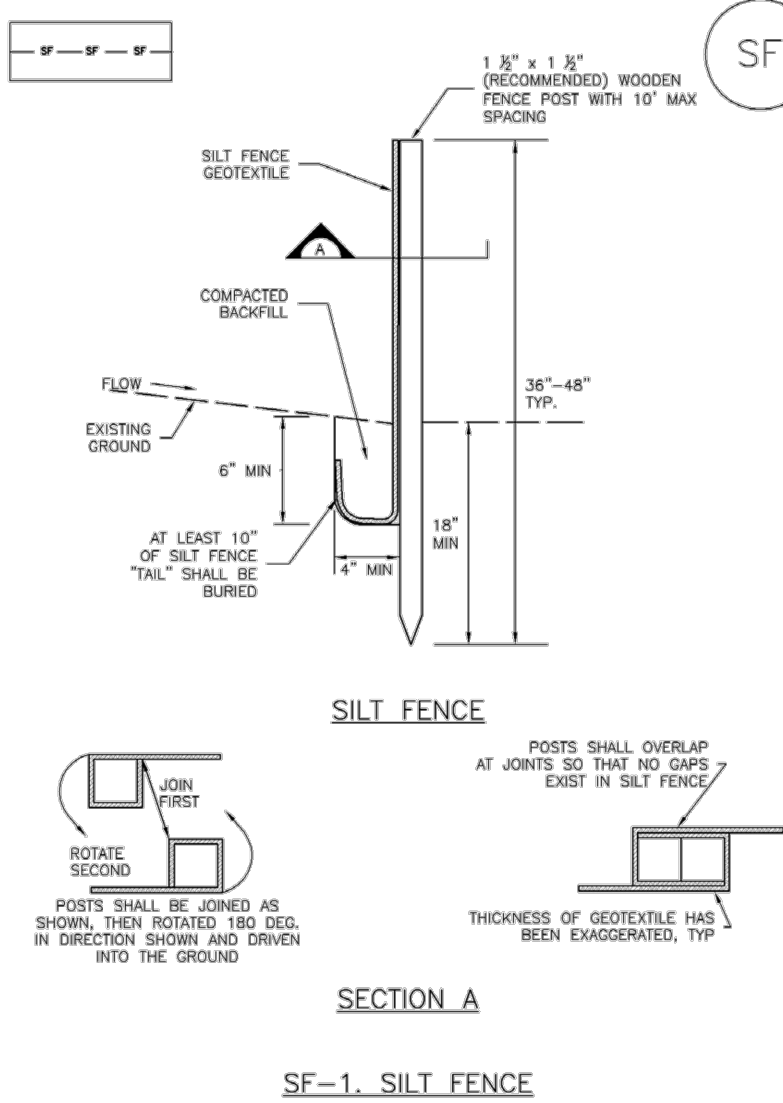 SF SF SF
SF
1 ½" x 1 ½"
(RECOMMENDED) WOODEN
FENCE POST WITH 10' MAX
SPACING
SILT FENCE
GEOTEXTILE
A
COMPACTED
BACKFILL
FLOW
36"-48"
TYP.
EXISTING
GROUND
6" MIN
18"
MIN
AT LEAST 10"
OF SILT FENCE
"TAIL" SHALL BE
BURIED
4" MIN
SILT FENCE
POSTS SHALL OVERLAP
AT JOINTS SO THAT NO GAPS
EXIST IN SILT FENCE
JOIN
FIRST
ROTATE
SECOND
POSTS SHALL BE JOINED AS
SHOWN, THEN ROTATED 180 DEG.
IN DIRECTION SHOWN AND DRIVEN
INTO THE GROUND
THICKNESS OF GEOTEXTILE HAS
BEEN EXAGGERATED, TYP
SECTION A
SF-1. SILT FENCE